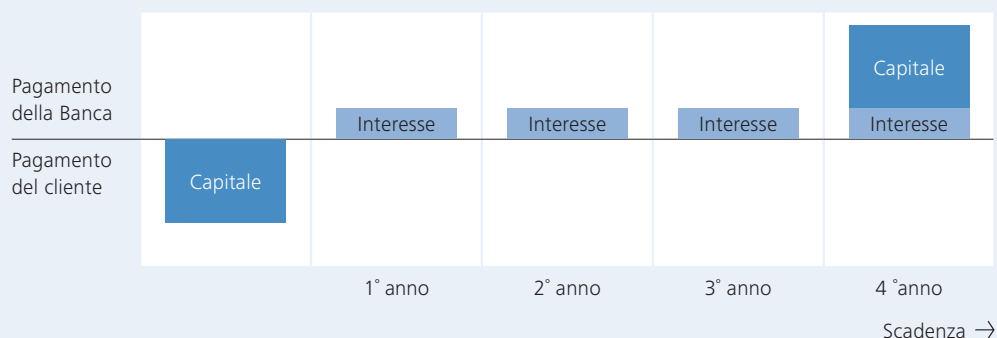 Capitale
Pagamento
della Banca
Interesse
Interesse
Interesse
Interesse
Pagamento
del cliente
Capitale
1° anno
2° anno
3° anno
4 °anno
Scadenza →